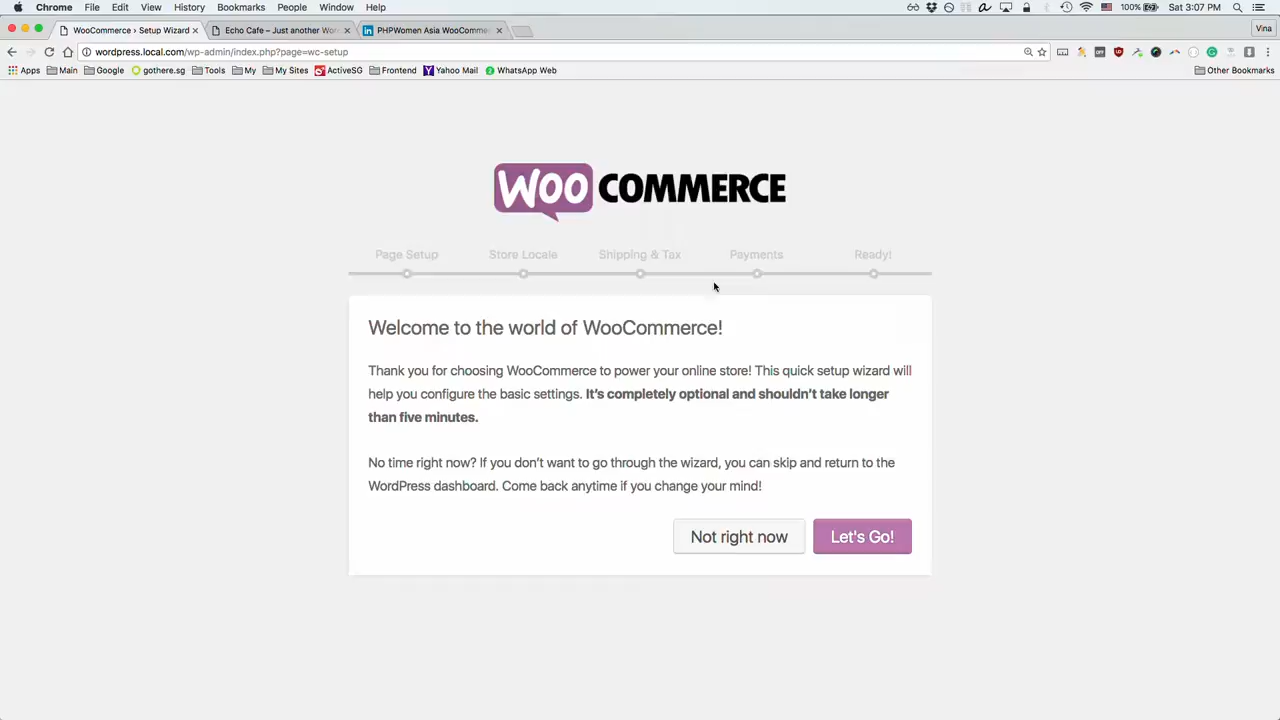 Chrome File Edit View History Bookmarks People Window Help 100% Sat 3:07 PM
WooCommerce › Setup Wizard Echo Cafe – Just another Wor PHPWomen Asia WooComme Vina
wordpress.local.com/wp-admin/index.php?page=wc-setup
Apps Main Google gothere.sg Tools My My Sites ActiveSG Frontend Yahoo Mail WhatsApp Web Other Bookmarks
WOO COMMERCE
Page Setup Store Locale Shipping & Tax Payments Ready!
Welcome to the world of WooCommerce!
Thank you for choosing WooCommerce to power your online store! This quick setup wizard will
help you configure the basic settings. It’s completely optional and shouldn’t take longer
than five minutes.
No time right now? If you don’t want to go through the wizard, you can skip and return to the
WordPress dashboard. Come back anytime if you change your mind!
Not right now Let's Go!